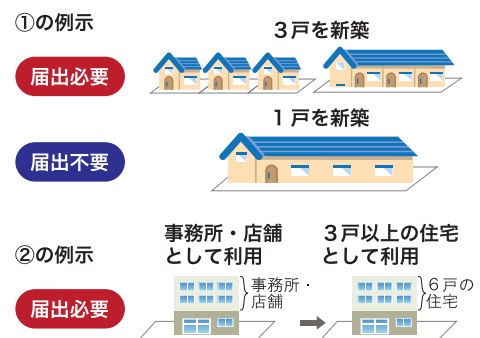 ①の例示
3戸を新築
届出必要
1戸を新築
届出不要
②の例示
事務所・店舗
として利用
3戸以上の住宅
として利用
届出必要
事務所・
店舗
6戸の
住宅